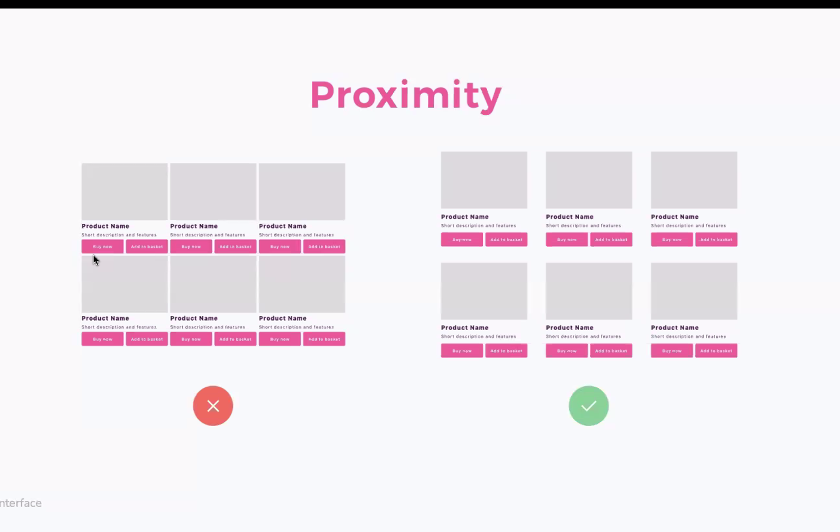 Proximity
Product Name Product Name Product Name
Short description and features Short description and features Short description and features
Buy now Add to basket Buy now Add to basket Buy now Add to basket
Product Name Product Name Product Name
Short description and features Short description and features Short description and features
Buy now Add to basket Buy now Add to basket Buy now Add to basket
Product Name Product Name Product Name
Short description and features Short description and features Short description and features
Buy now Add to basket Buy now Add to basket Buy now Add to basket
Product Name Product Name Product Name
Short description and features Short description and features Short description and features
Buy now Add to basket Buy now Add to basket Buy now Add to basket
nterface